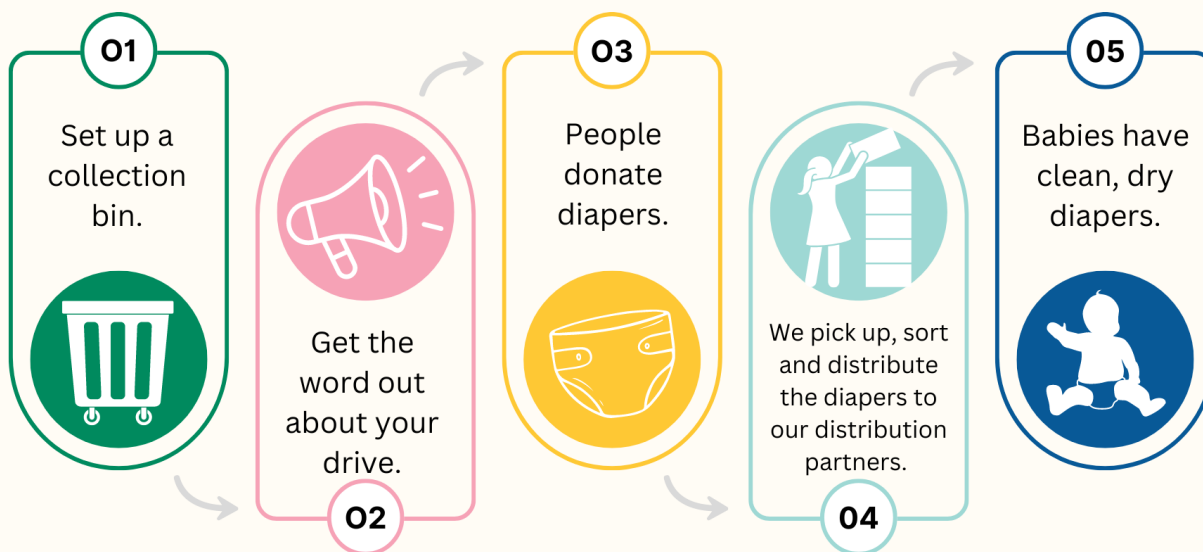 01
Set up a
collection
bin.
Get the
word out
about your
drive.
02
03
People
donate
diapers.
We pick up, sort
and distribute
the diapers to
our distribution
partners.
04
05
Babies have
clean, dry
diapers.